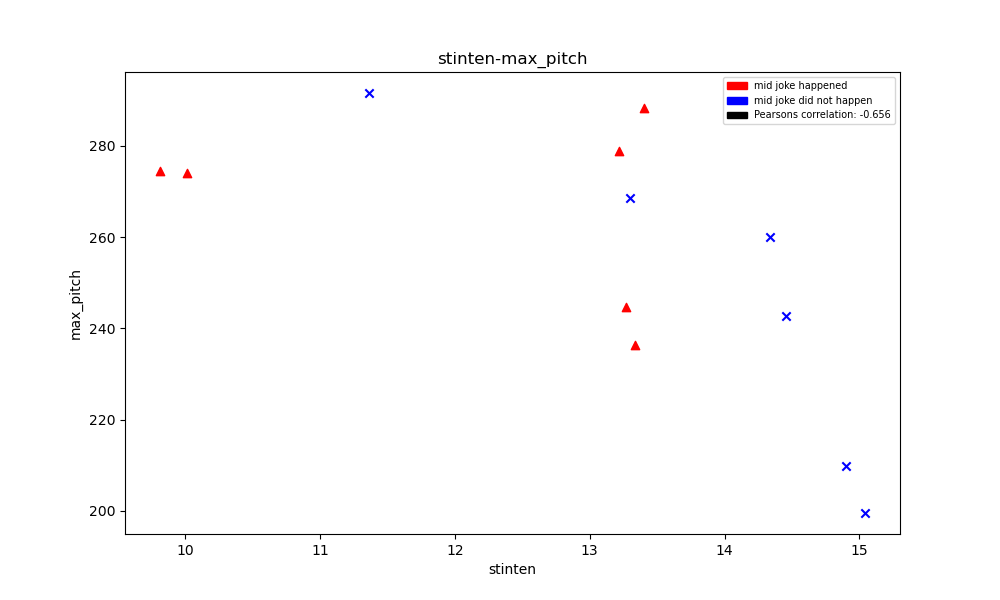 stinten-max_pitch
mid joke happened
mid joke did not happen
Pearsons correlation: -0.656
280
260
240
220
200
max_pitch
10 11 12 13 14 15
stinten